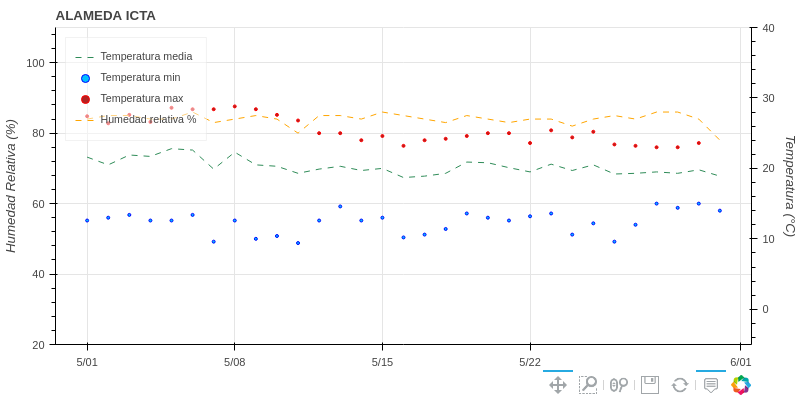 ALAMEDA ICTA
Temperatura media
Temperatura min
Temperatura max
Humedad relativa %
Humedad Relativa (%)
100
80
60
40
20
Temperatura (°C)
40
30
20
10
0
5/01
5/08
5/15
5/22
6/01